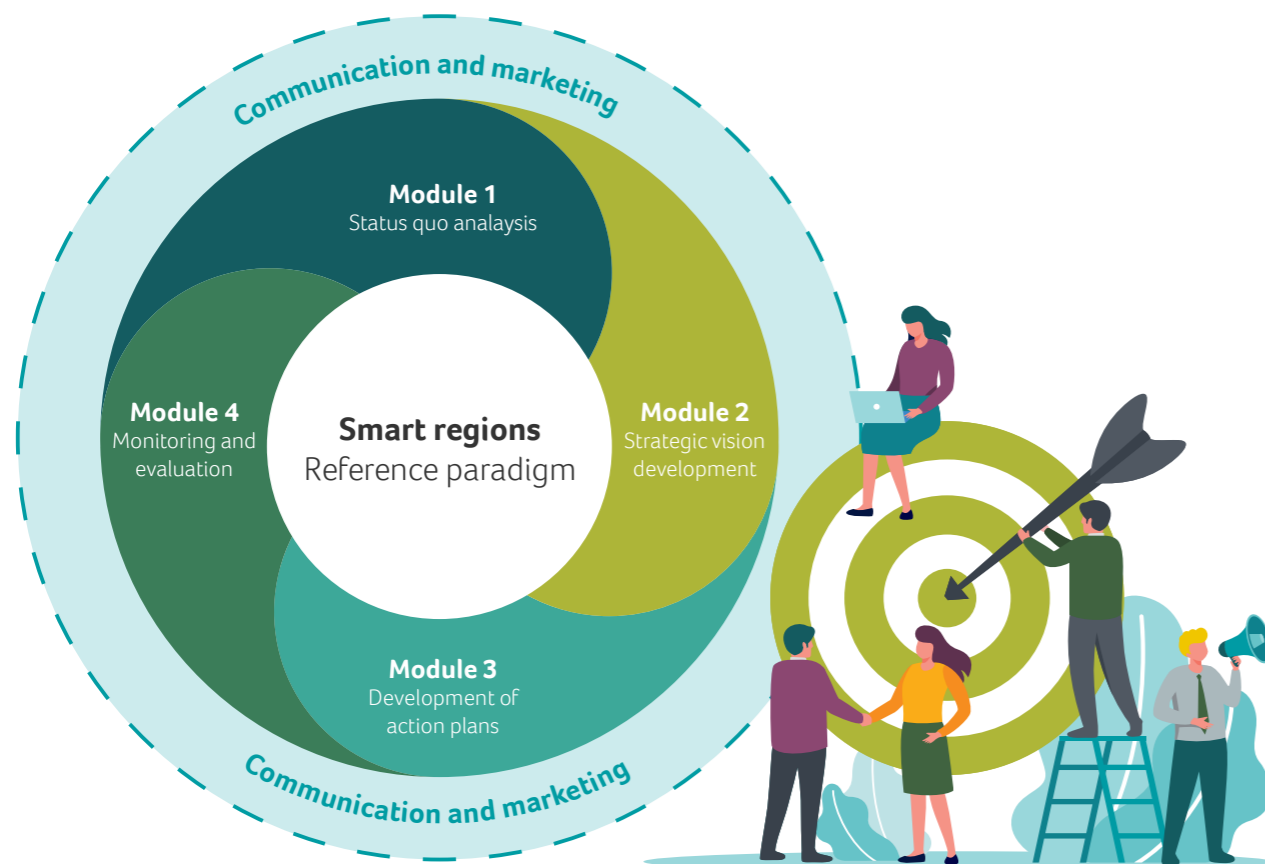 Communication and marketing
Module 1
Status quo analaysis
Module 4
Monitoring and
evaluation
Smart regions
Reference paradigm
Module 2
Strategic vision
development
Module 3
Development of
action plans
Communication and marketing